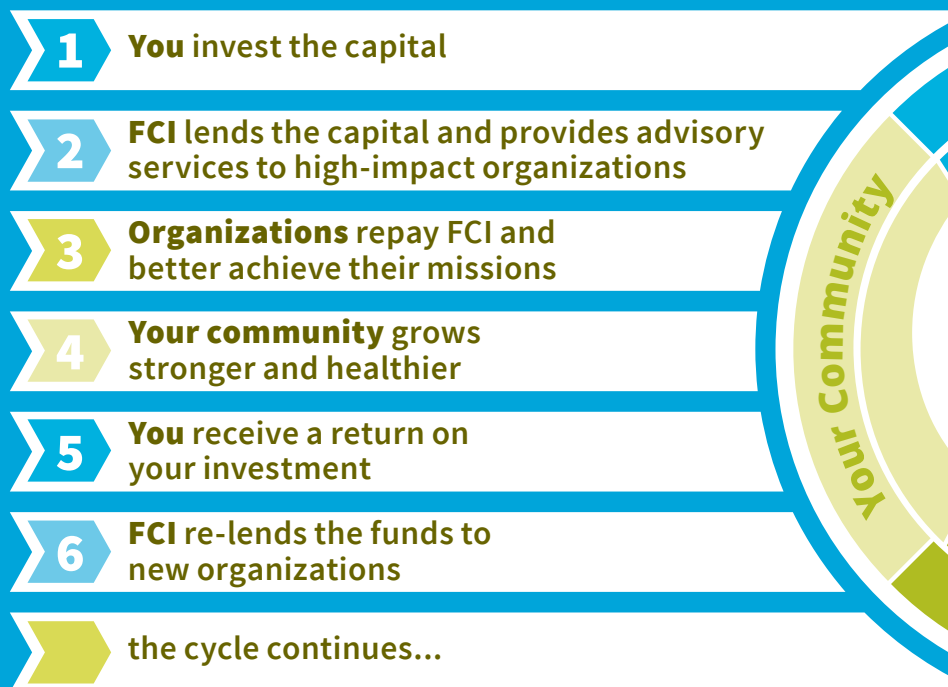 1 You invest the capital
2 FCI lends the capital and provides advisory
services to high-impact organizations
3 Organizations repay FCI and
better achieve their missions
4 Your community grows
stronger and healthier
5 You receive a return on
your investment
6 FCI re-lends the funds to
new organizations
the cycle continues...
Your Community